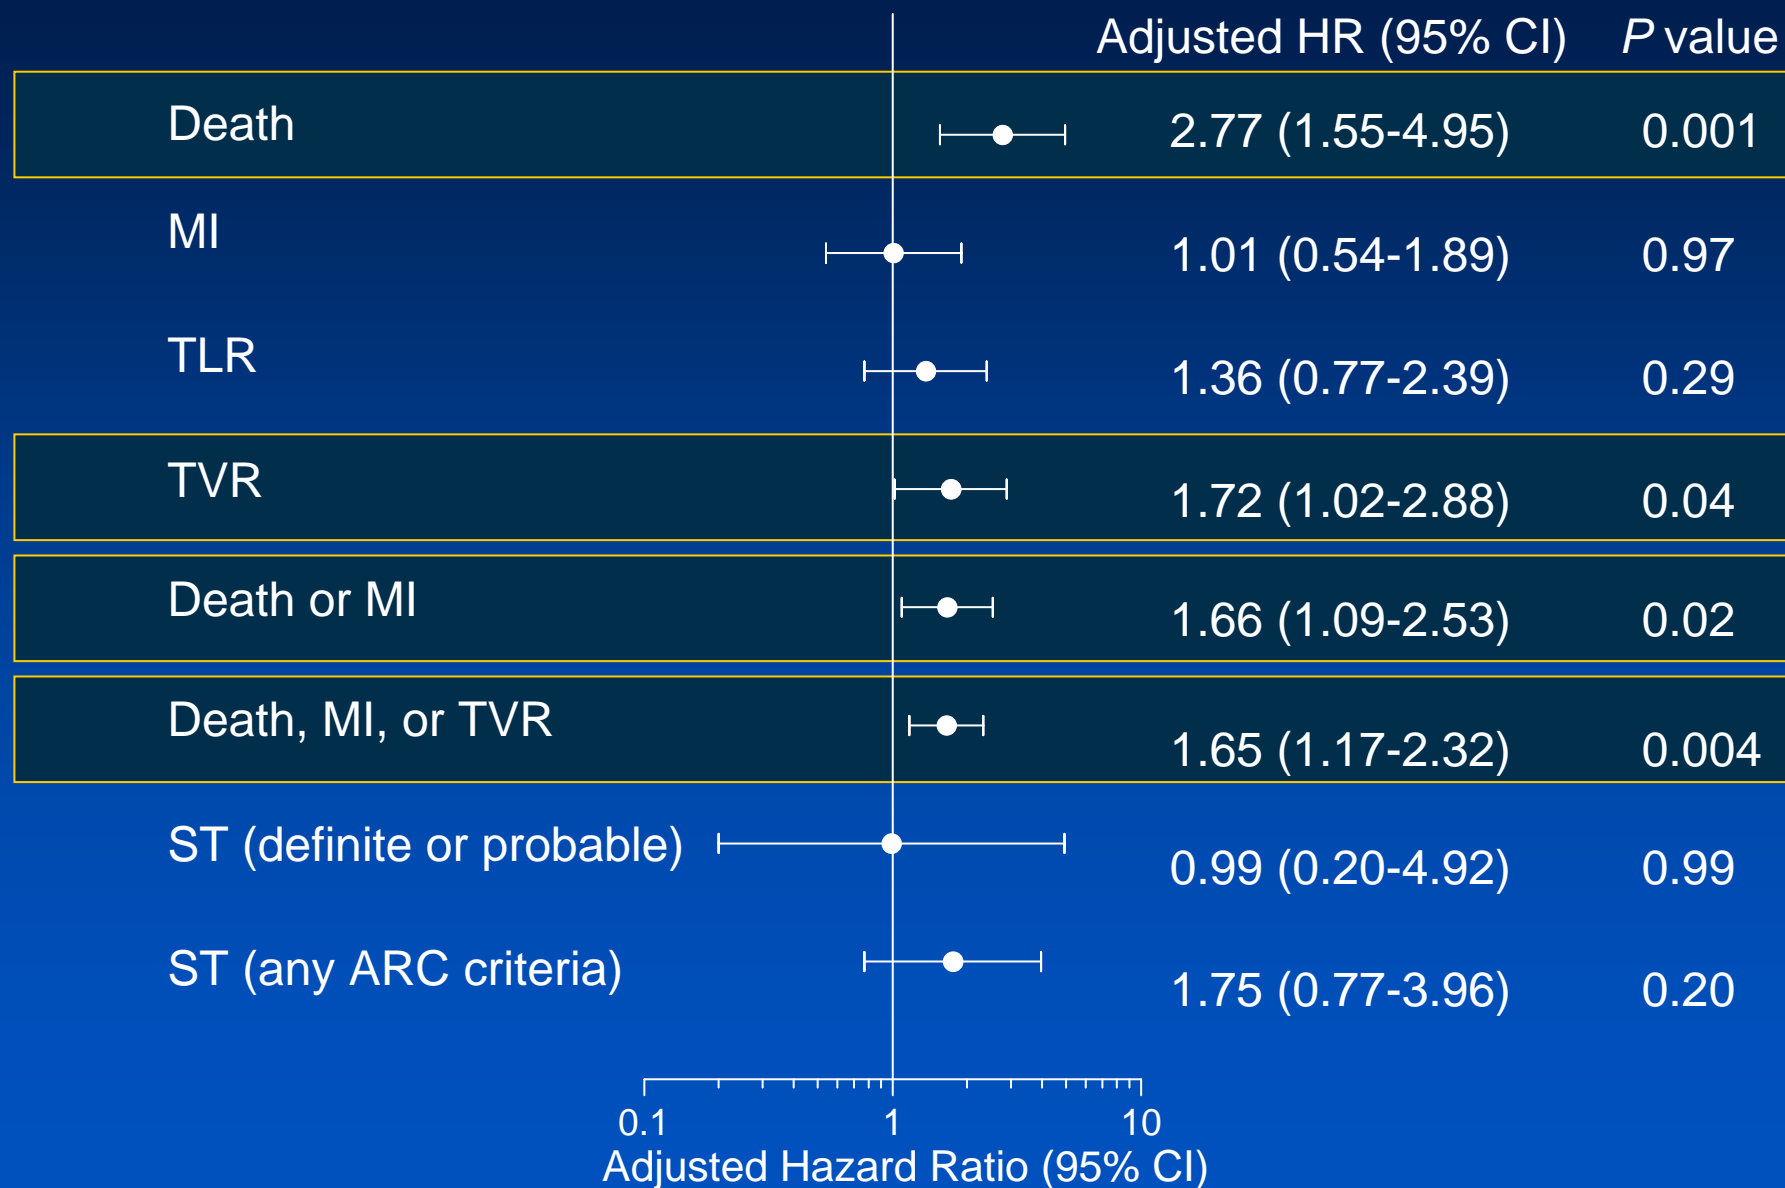 Adjusted HR (95% CI) P value
Death 2.77 (1.55-4.95) 0.001
MI 1.01 (0.54-1.89) 0.97
TLR 1.36 (0.77-2.39) 0.29
TVR 1.72 (1.02-2.88) 0.04
Death or MI 1.66 (1.09-2.53) 0.02
Death, MI, or TVR 1.65 (1.17-2.32) 0.004
ST (definite or probable) 0.99 (0.20-4.92) 0.99
ST (any ARC criteria) 1.75 (0.77-3.96) 0.20
0.1 1 10
Adjusted Hazard Ratio (95% CI)